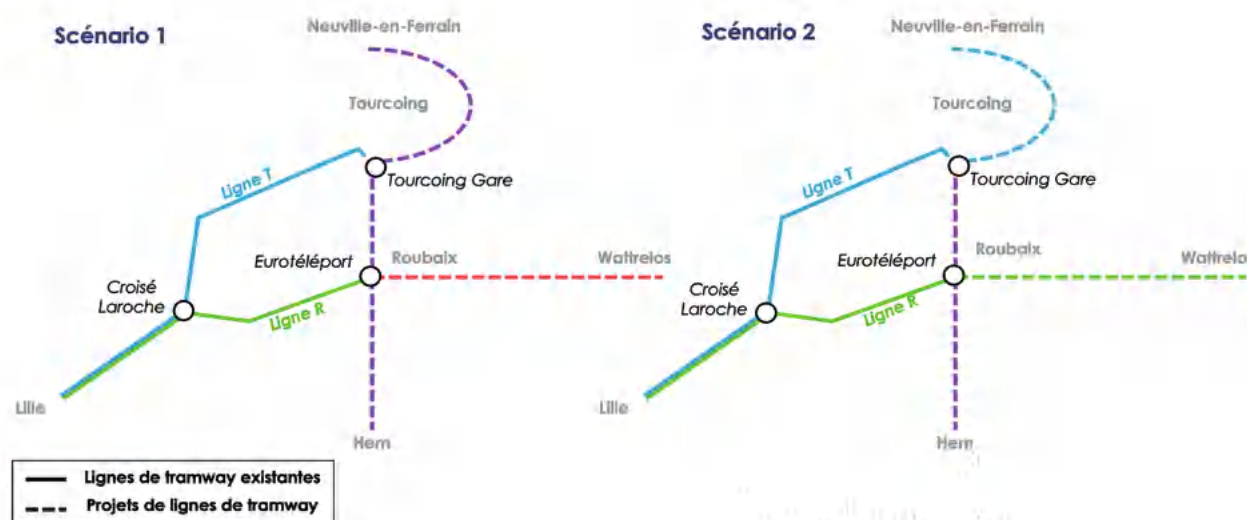 Scénario 1
Neuville-en-Ferrain
Tourcoing
Ligne T
Tourcoing Gare
Eurotéléport
Roubaix
Wattrelos
Croisé
Laroche
Ligne R
Lille
Hem
Lignes de tramway existantes
Projets de lignes de tramway
Scénario 2
Neuville-en-Ferrain
Tourcoing
Ligne T
Tourcoing Gare
Eurotéléport
Roubaix
Wattrelos
Croisé
Laroche
Ligne R
Lille
Hem